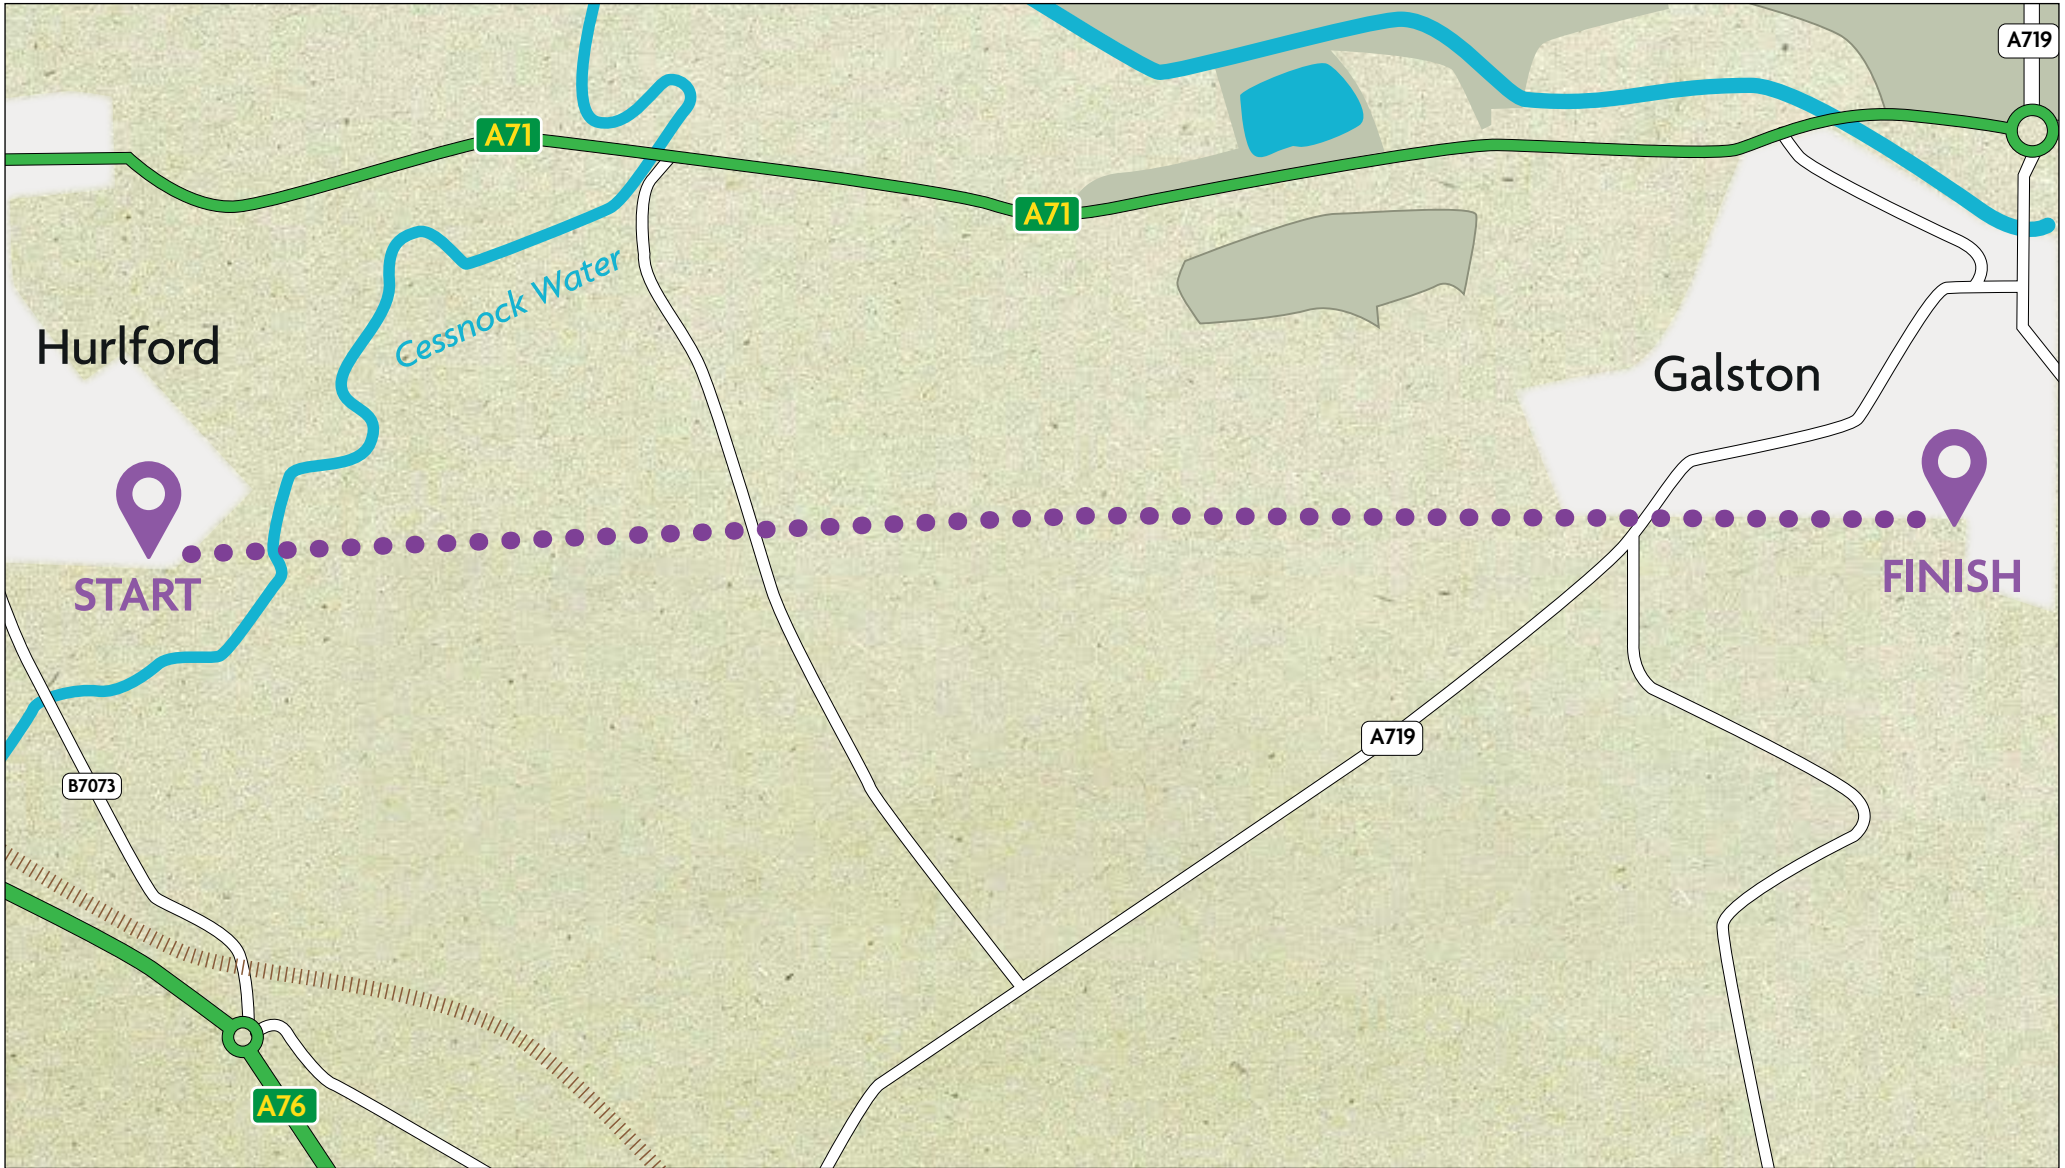 A719
A71
A71
Cessnock Water
Hurlford
Galston
START
FINISH
A719
B7073
A76